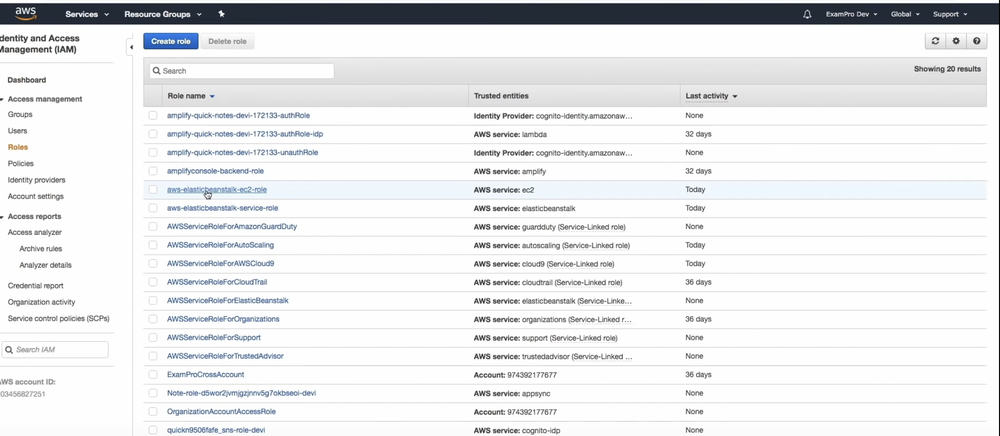 aws Services Resource Groups ExamPro Dev Global Support
dentity and Access
Management (IAM)
Create role Delete role
Search
Showing 20 results
Dashboard
Access management
Groups
Users
Roles
Policies
Identity providers
Account settings
Access reports
Access analyzer
Archive rules
Analyzer details
Credential report
Organization activity
Service control policies (SCPs)
Search IAM
AWS account ID:
03456827251
Role name Trusted entities Last activity
amplify-quick-notes-devi-172133-authRole Identity Provider: cognito-identity.amazonaw... None
amplify-quick-notes-devi-172133-authRole-idp AWS service: lambda 32 days
amplify-quick-notes-devi-172133-unauthRole Identity Provider: cognito-identity.amazonaw... None
amplifyconsole-backend-role AWS service: amplify 32 days
aws-elasticbeanstalk-ec2-role AWS service: ec2 Today
aws-elasticbeanstalk-service-role AWS service: elasticbeanstalk Today
AWSServiceRoleForAmazonGuardDuty AWS service: guardduty (Service-Linked role) None
AWSServiceRoleForAutoScaling AWS service: autoscaling (Service-Linked role) Today
AWSServiceRoleForAWSCloud9 AWS service: cloud9 (Service-Linked role) Today
AWSServiceRoleForCloudTrail AWS service: cloudtrail (Service-Linked role) 36 days
AWSServiceRoleForElasticBeanstalk AWS service: elasticbeanstalk (Service-Linke... None
AWSServiceRoleForOrganizations AWS service: organizations (Service-Linked r... 36 days
AWSServiceRoleForSupport AWS service: support (Service-Linked role) None
AWSServiceRoleForTrustedAdvisor AWS service: trustedadvisor (Service-Linked ... None
ExamProCrossAccount Account: 974392177677 36 days
Note-role-d5wor2jvmjgzjnnv5g7okbseoi-devi AWS service: appsync None
OrganizationAccountAccessRole Account: 974392177677 None
quickn9506fafe_sns-role-devi AWS service: cognito-idp None